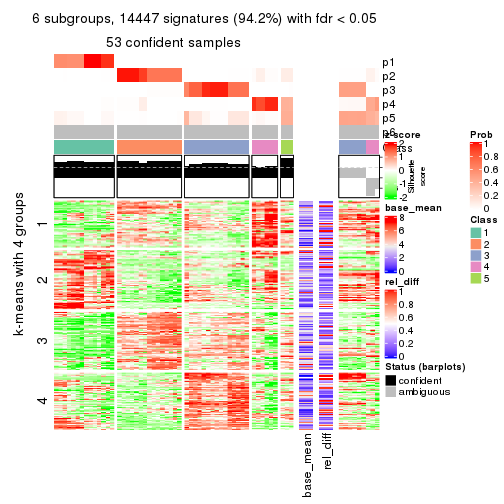 6 subgroups, 14447 signatures (94.2%) with fdr < 0.05
53 confident samples
p1
p2
p3
p4
p5
p6
Class
z-score
2
1
0
-1
-2
Silhouette
score
Prob
1
0.8
0.6
0.4
0.2
0
base_mean
8
6
4
2
0
Class
1
2
3
4
5
rel_diff
1
0.8
0.6
0.4
0.2
0
Status (barplots)
confident
ambiguous
k-means with 4 groups
1
2
3
4
base_mean
rel_diff